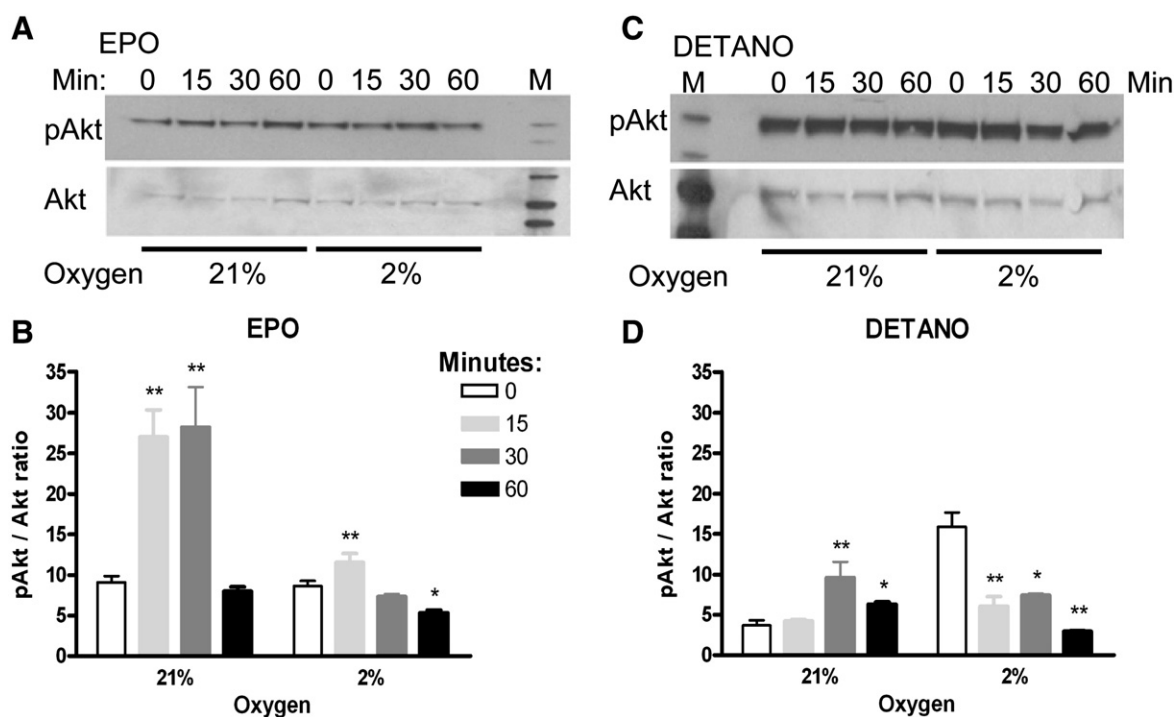 A
EPO
Min: 0 15 30 60 0 15 30 60 M
pAkt
Akt
Oxygen 21% 2%
C
DETANO
M 0 15 30 60 0 15 30 60 Min
pAkt
Akt
Oxygen 21% 2%
B
EPO
Minutes:
0
15
30
60
pAkt / Akt ratio
35
30
25
20
15
10
5
0
** **
**
*
21% 2%
Oxygen
D
DETANO
pAkt / Akt ratio
35
30
25
20
15
10
5
0
**
*
**
*
**
21% 2%
Oxygen